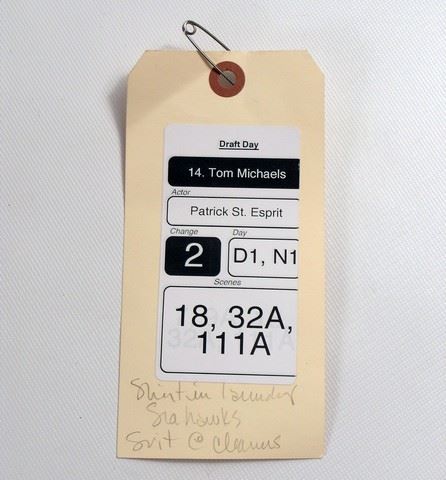 Draft Day
14. Tom Michaels
Actor
Patrick St. Esprit
Change Day
2 D1, N1
Scenes
18, 32A,
111A
Shirt in laundry
Seahawks
Suit @ cleaners